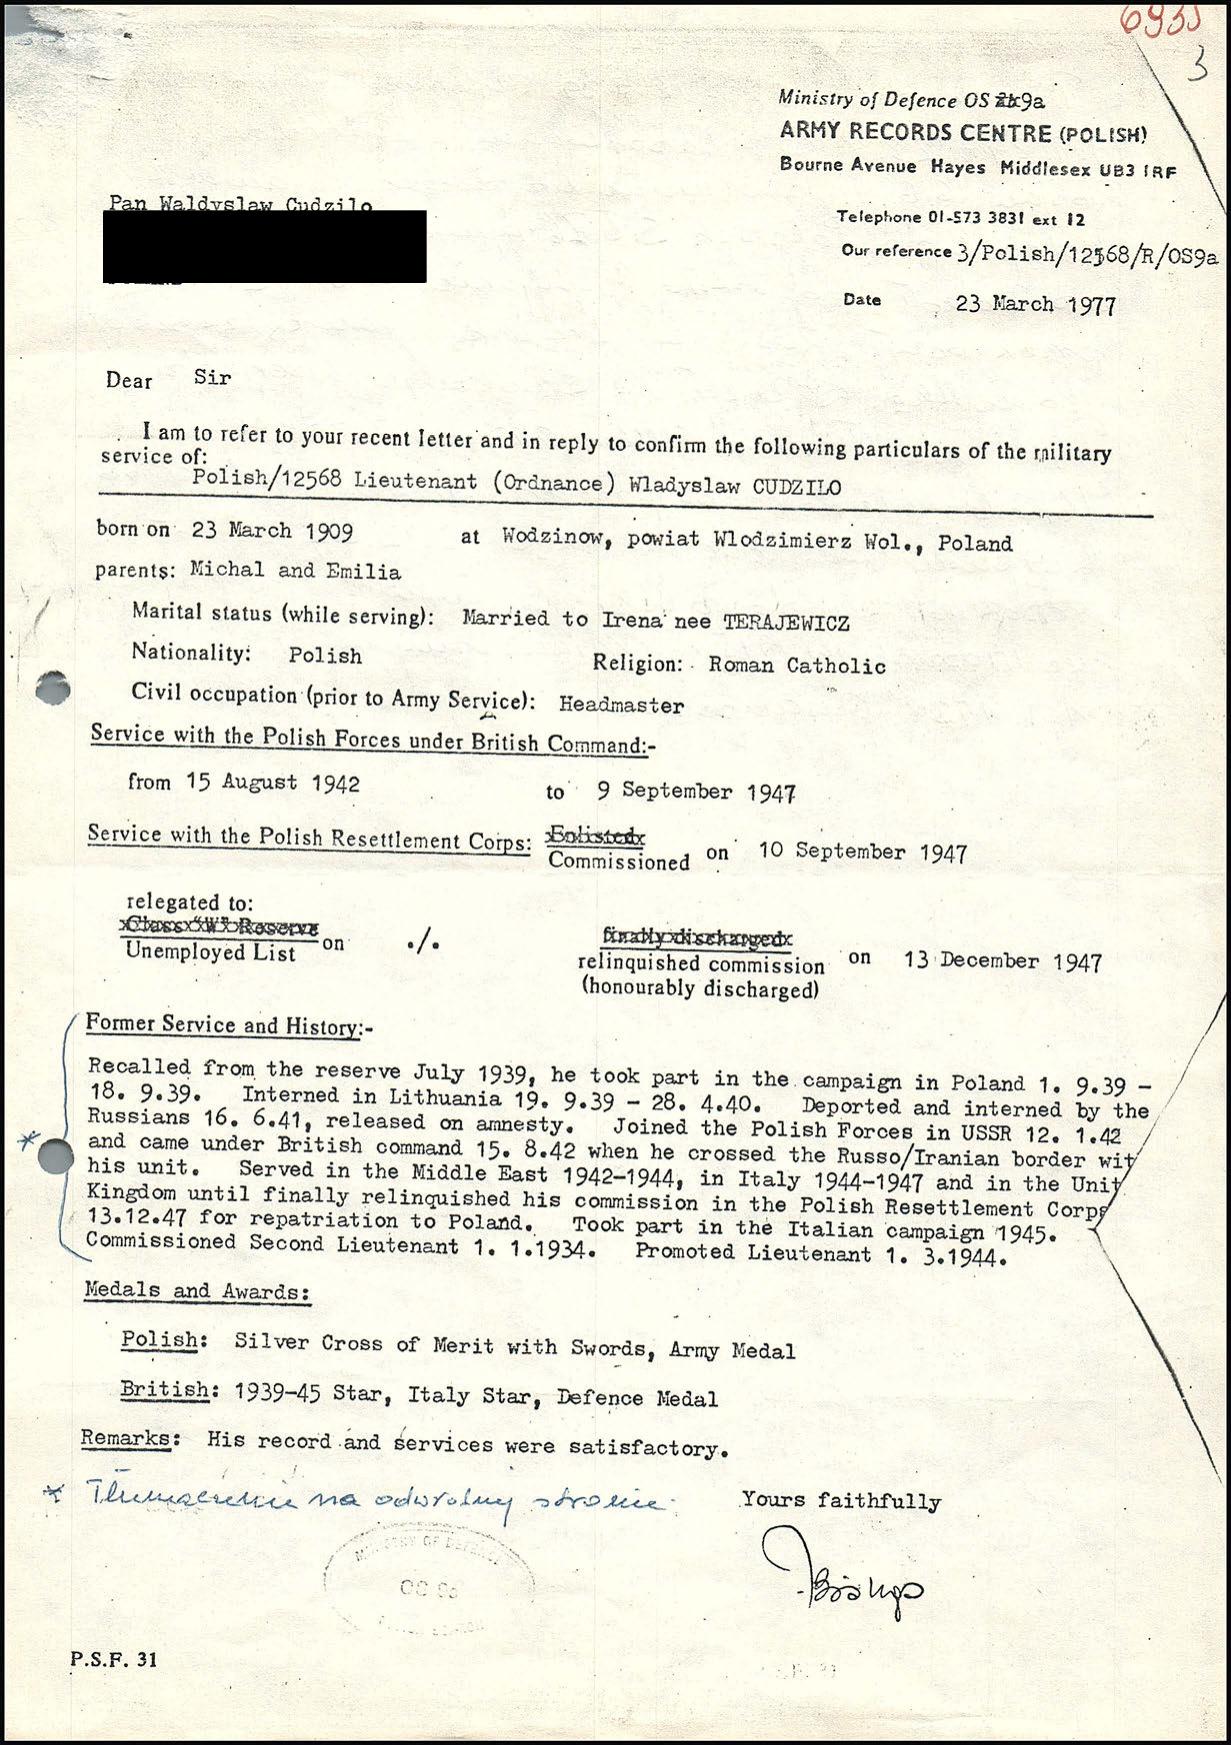 693
3
Ministry of Defence OS 9a
ARMY RECORDS CENTRE (POLISH)
Bourne Avenue Hayes Middlesex UB3 1RF
Pan Waldyslaw Cudzilo
Telephone 01-573 3831 ext 12
Our reference 3/Polish/12568/R/OS9a
Date 23 March 1977
Dear Sir
I am to refer to your recent letter and in reply to confirm the following particulars of the military
service of:
Polish/12568 Lieutenant (Ordnance) Wladyslaw CUDZILO
born on 23 March 1909 at Wodzinow, powiat Wlodzimierz Wol., Poland
parents: Michal and Emilia
Marital status (while serving): Married to Irena nee TERAJEWICZ
Nationality: Polish Religion: Roman Catholic
Civil occupation (prior to Army Service): Headmaster
Service with the Polish Forces under British Command:-
from 15 August 1942 to 9 September 1947
Service with the Polish Resettlement Corps: Enlisted
Commissioned on 10 September 1947
relegated to:
Class "W" Reserve finally discharged
Unemployed List on ./. relinquished commission on 13 December 1947
(honourably discharged)
Former Service and History:-
Recalled from the reserve July 1939, he took part in the campaign in Poland 1. 9.39 -
18. 9.39. Interned in Lithuania 19. 9.39 - 28. 4.40. Deported and interned by the
Russians 16. 6.41, released on amnesty. Joined the Polish Forces in USSR 12. 1.42
* and came under British command 15. 8.42 when he crossed the Russo/Iranian border wit
his unit. Served in the Middle East 1942-1944, in Italy 1944-1947 and in the Unit
Kingdom until finally relinquished his commission in the Polish Resettlement Corps
13.12.47 for repatriation to Poland. Took part in the Italian campaign 1945.
Commissioned Second Lieutenant 1. 1.1934. Promoted Lieutenant 1. 3.1944.
Medals and Awards:
Polish: Silver Cross of Merit with Swords, Army Medal
British: 1939-45 Star, Italy Star, Defence Medal
Remarks: His record and services were satisfactory.
* Tłumaczenie na odwrotnej stronie.
Yours faithfully
Bishop
MINISTRY OF DEFENCE
P.S.F. 31